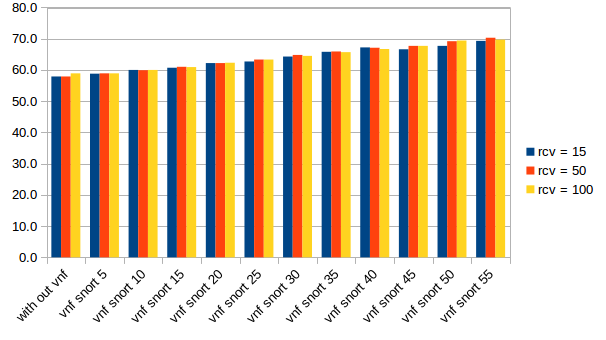 80.0
70.0
60.0
50.0
40.0
30.0
20.0
10.0
0.0
with out vnf
vnf snort 5
vnf snort 10
vnf snort 15
vnf snort 20
vnf snort 25
vnf snort 30
vnf snort 35
vnf snort 40
vnf snort 45
vnf snort 50
vnf snort 55
rcv = 15
rcv = 50
rcv = 100